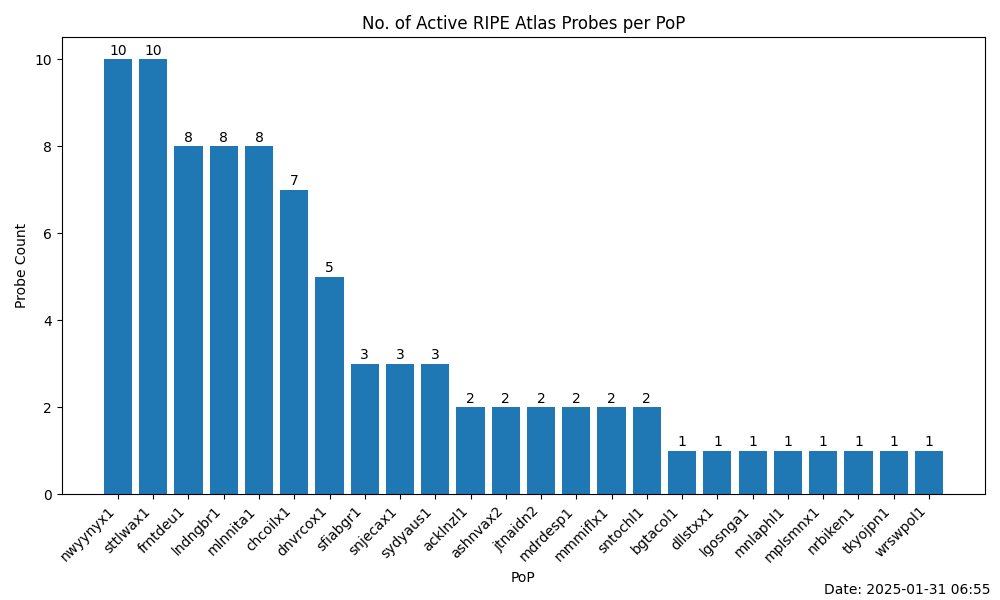 No. of Active RIPE Atlas Probes per PoP
Probe Count
10
8
6
4
2
0
10
10
8
8
8
7
5
3
3
3
2
2
2
2
2
2
1
1
1
1
1
1
1
1
nwyynyx1
sttlwax1
frntdeu1
lndngbr1
mlnnita1
chcoilx1
dnvrcox1
sfiabgr1
snjecax1
sydyaus1
acklnzl1
ashnvax2
jtnaidn2
mdrdesp1
mmmiflx1
sntochl1
bgtacol1
dllstxx1
lgosnga1
mnlaphl1
mplsmnx1
nrbiken1
tkyojpn1
wrswpol1
PoP
Date: 2025-01-31 06:55